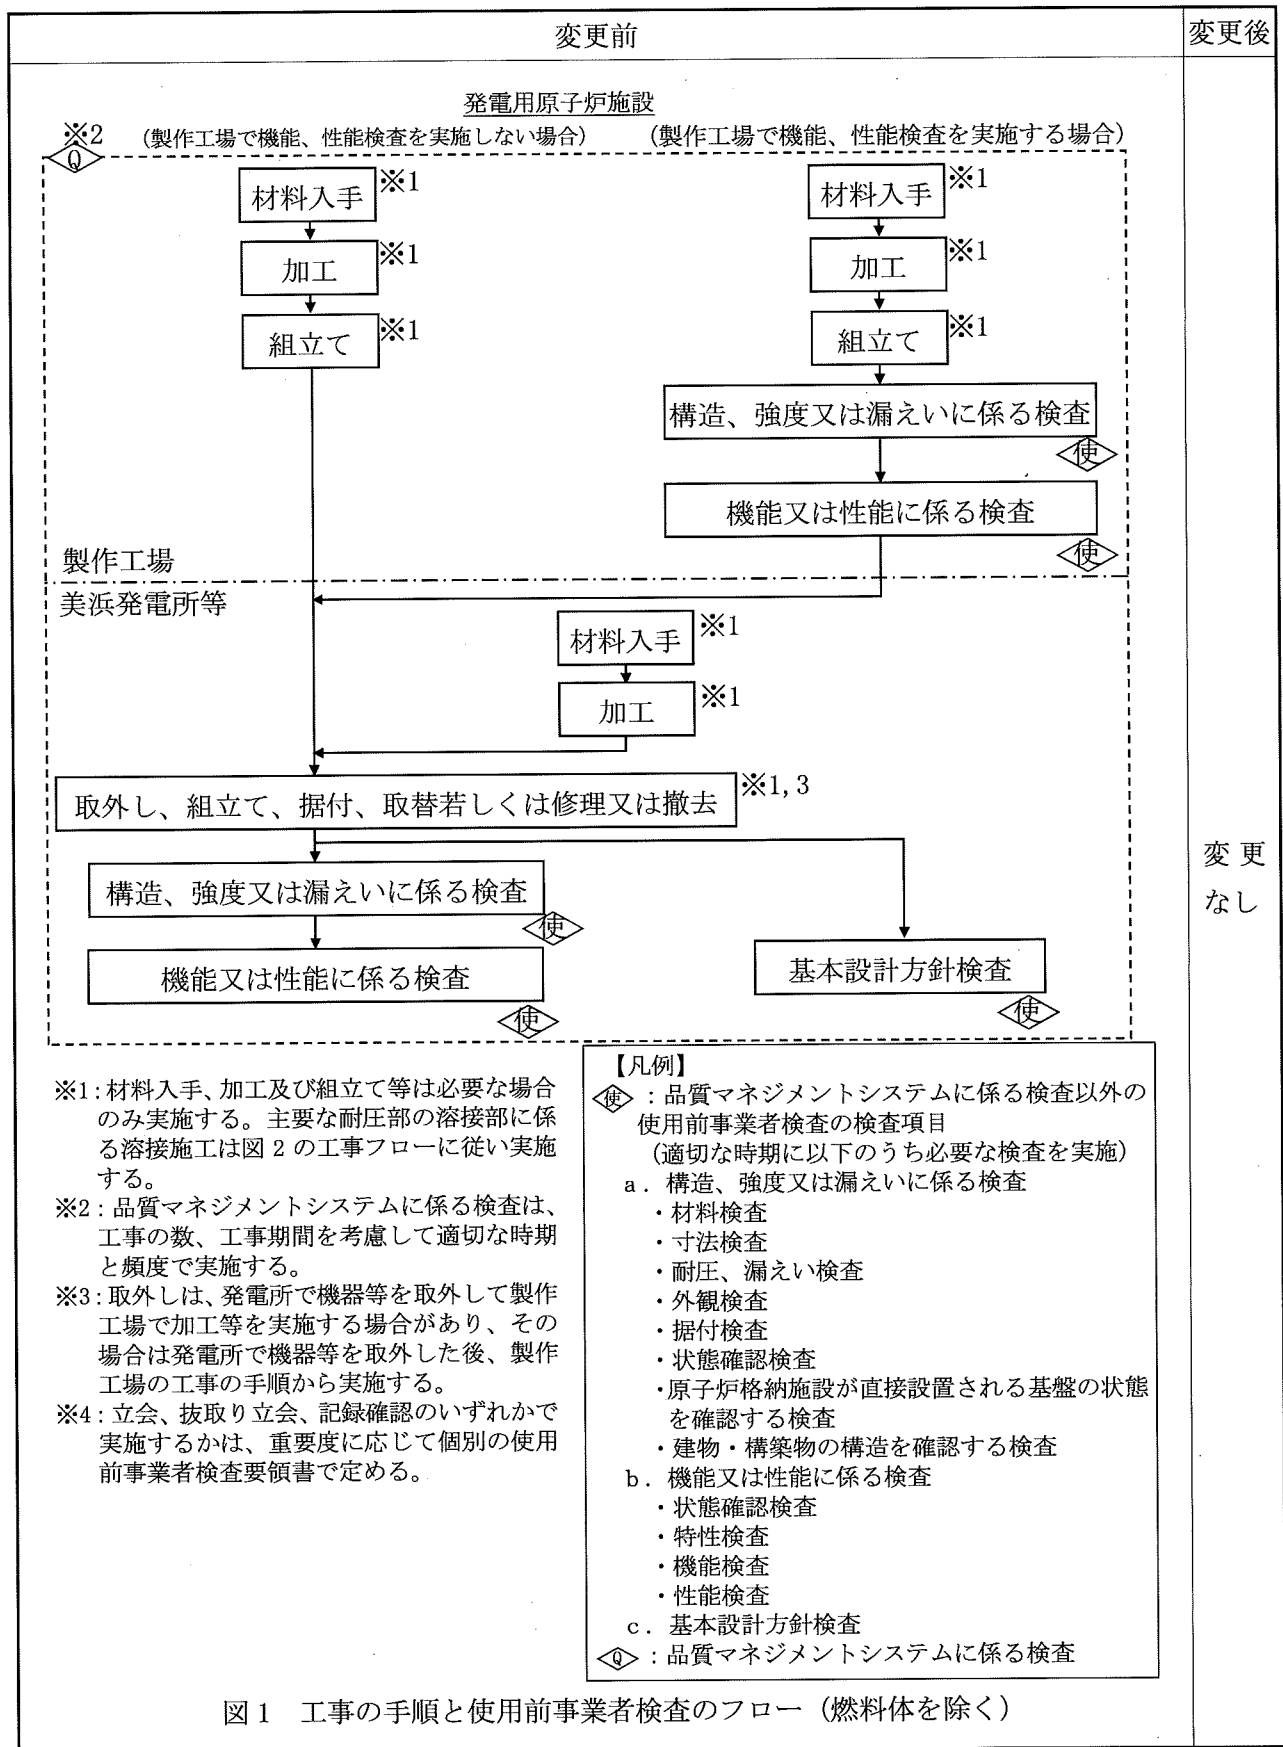 変更前
変更後
発電用原子炉施設
※2
(製作工場で機能、性能検査を実施しない場合)
(製作工場で機能、性能検査を実施する場合)
Q
材料入手
※1
材料入手
※1
加工
※1
加工
※1
組立て
※1
組立て
※1
構造、強度又は漏えいに係る検査
使
機能又は性能に係る検査
使
製作工場
美浜発電所等
材料入手
※1
加工
※1
取外し、組立て、据付、取替若しくは修理又は撤去
※1, 3
構造、強度又は漏えいに係る検査
使
機能又は性能に係る検査
使
基本設計方針検査
使
変更
なし
※1:材料入手、加工及び組立て等は必要な場合
のみ実施する。主要な耐圧部の溶接部に係
る溶接施工は図2の工事フローに従い実施
する。
※2:品質マネジメントシステムに係る検査は、
工事の数、工事期間を考慮して適切な時期
と頻度で実施する。
※3:取外しは、発電所で機器等を取外して製作
工場で加工等を実施する場合があり、その
場合は発電所で機器等を取外した後、製作
工場の工事の手順から実施する。
※4:立会、抜取り立会、記録確認のいずれかで
実施するかは、重要度に応じて個別の使用
前事業者検査要領書で定める。
【凡例】
使:品質マネジメントシステムに係る検査以外の
使用前事業者検査の検査項目
(適切な時期に以下のうち必要な検査を実施)
a. 構造、強度又は漏えいに係る検査
・材料検査
・寸法検査
・耐圧、漏えい検査
・外観検査
・据付検査
・状態確認検査
・原子炉格納施設が直接設置される基盤の状態
を確認する検査
・建物・構築物の構造を確認する検査
b. 機能又は性能に係る検査
・状態確認検査
・特性検査
・機能検査
・性能検査
c. 基本設計方針検査
Q:品質マネジメントシステムに係る検査
図1 工事の手順と使用前事業者検査のフロー(燃料体を除く)